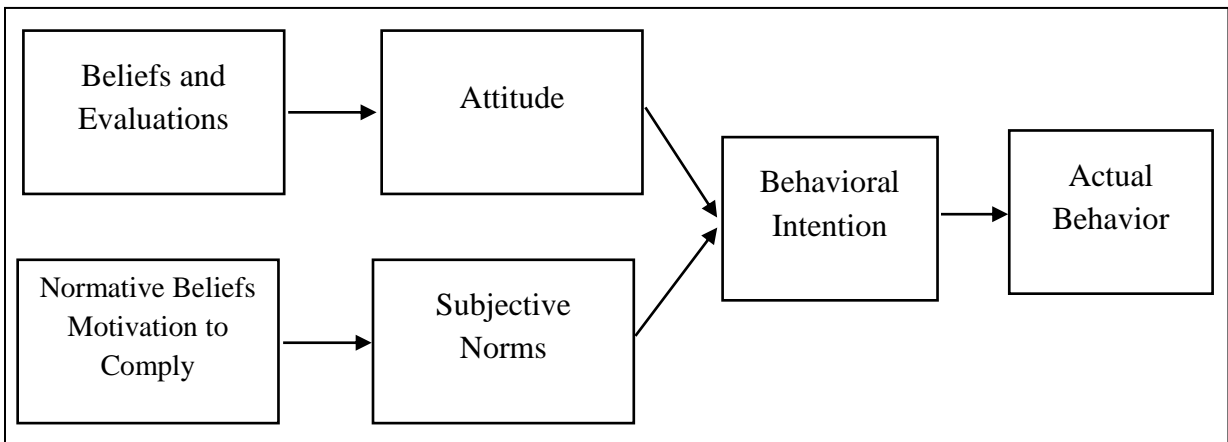 Beliefs and
Evaluations
Attitude
Normative Beliefs
Motivation to
Comply
Subjective
Norms
Behavioral
Intention
Actual
Behavior